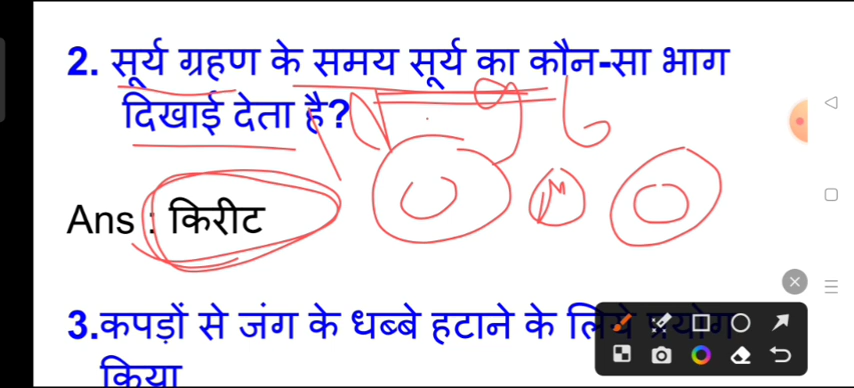 2. सूर्य ग्रहण के समय सूर्य का कौन-सा भाग
दिखाई देता है?
Ans : किरीट
M
3.कपड़ों से जंग के धब्बे हटाने के लिये प्रयोग
किया